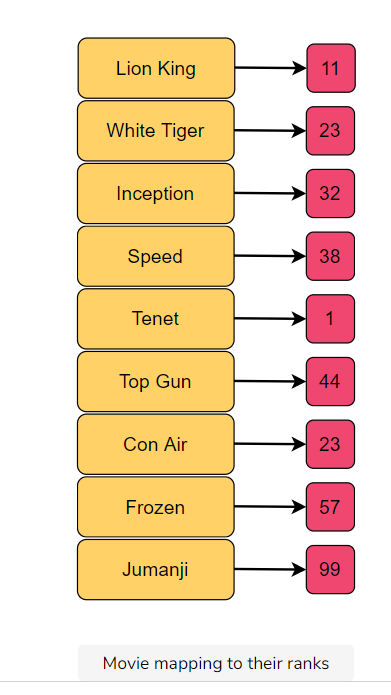 Lion King 11
White Tiger 23
Inception 32
Speed 38
Tenet 1
Top Gun 44
Con Air 23
Frozen 57
Jumanji 99
Movie mapping to their ranks